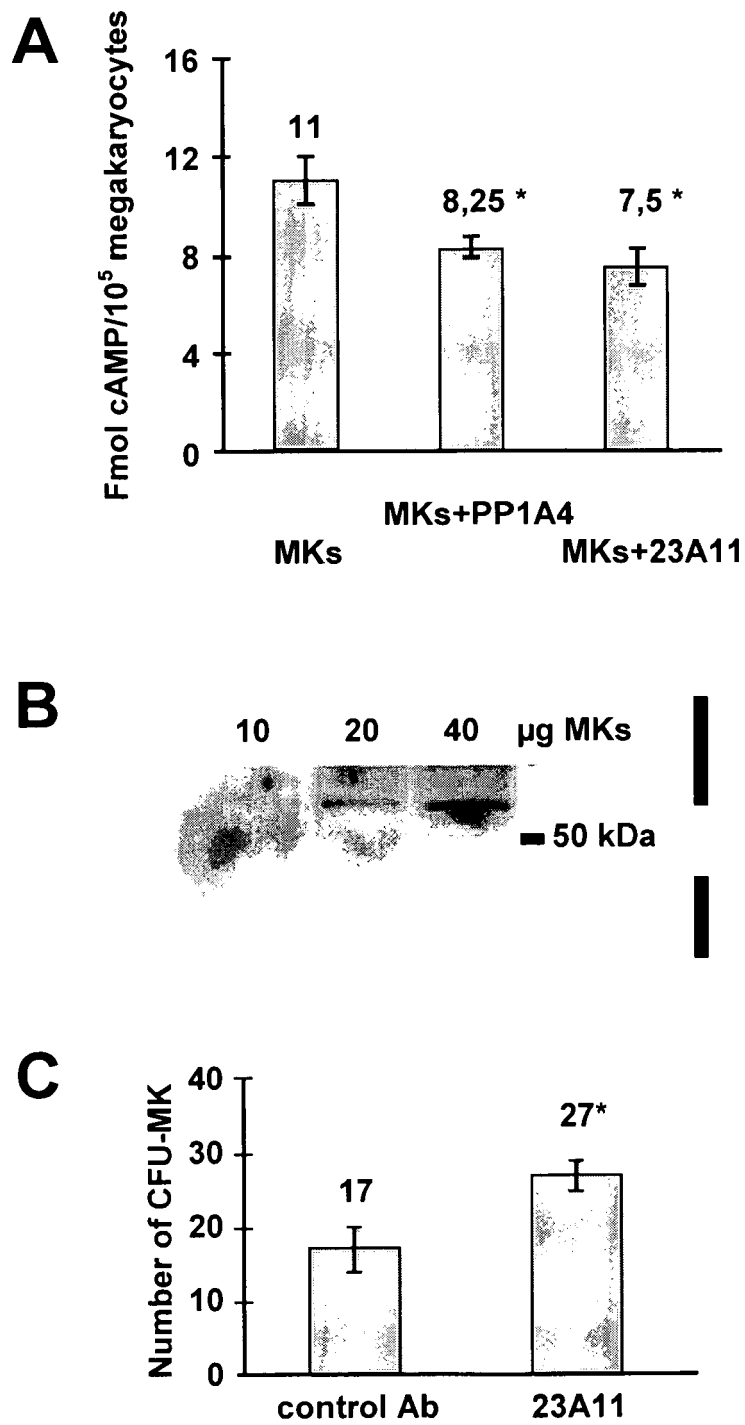 A
Fmol cAMP/10⁵ megakaryocytes
16
12
8
4
0
11
8,25 *
7,5 *
MKs+PP1A4
MKs
MKs+23A11
B
10 20 40 µg MKs
50 kDa
C
Number of CFU-MK
40
30
20
10
0
17
27*
control Ab
23A11